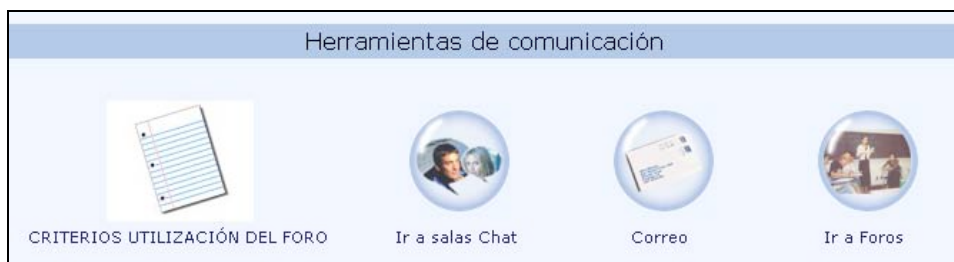 Herramientas de comunicación
CRITERIOS UTILIZACIÓN DEL FORO
Ir a salas Chat
Correo
Ir a Foros